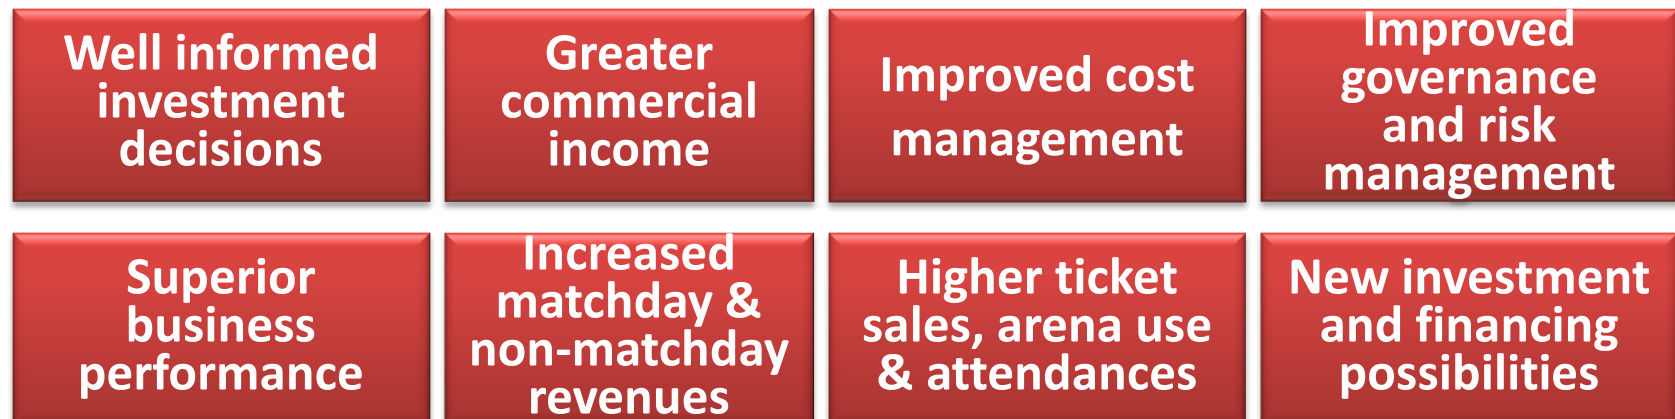 Well informed
investment
decisions
Greater
commercial
income
Improved cost
management
Improved
governance
and risk
management
Superior
business
performance
Increased
matchday &
non-matchday
revenues
Higher ticket
sales, arena use
& attendances
New investment
and financing
possibilities